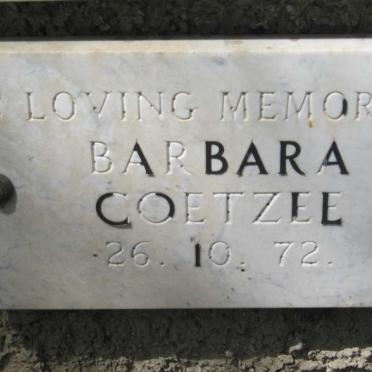 LOVING MEMOR
BARBARA
COETZEE
26. 10. 72.